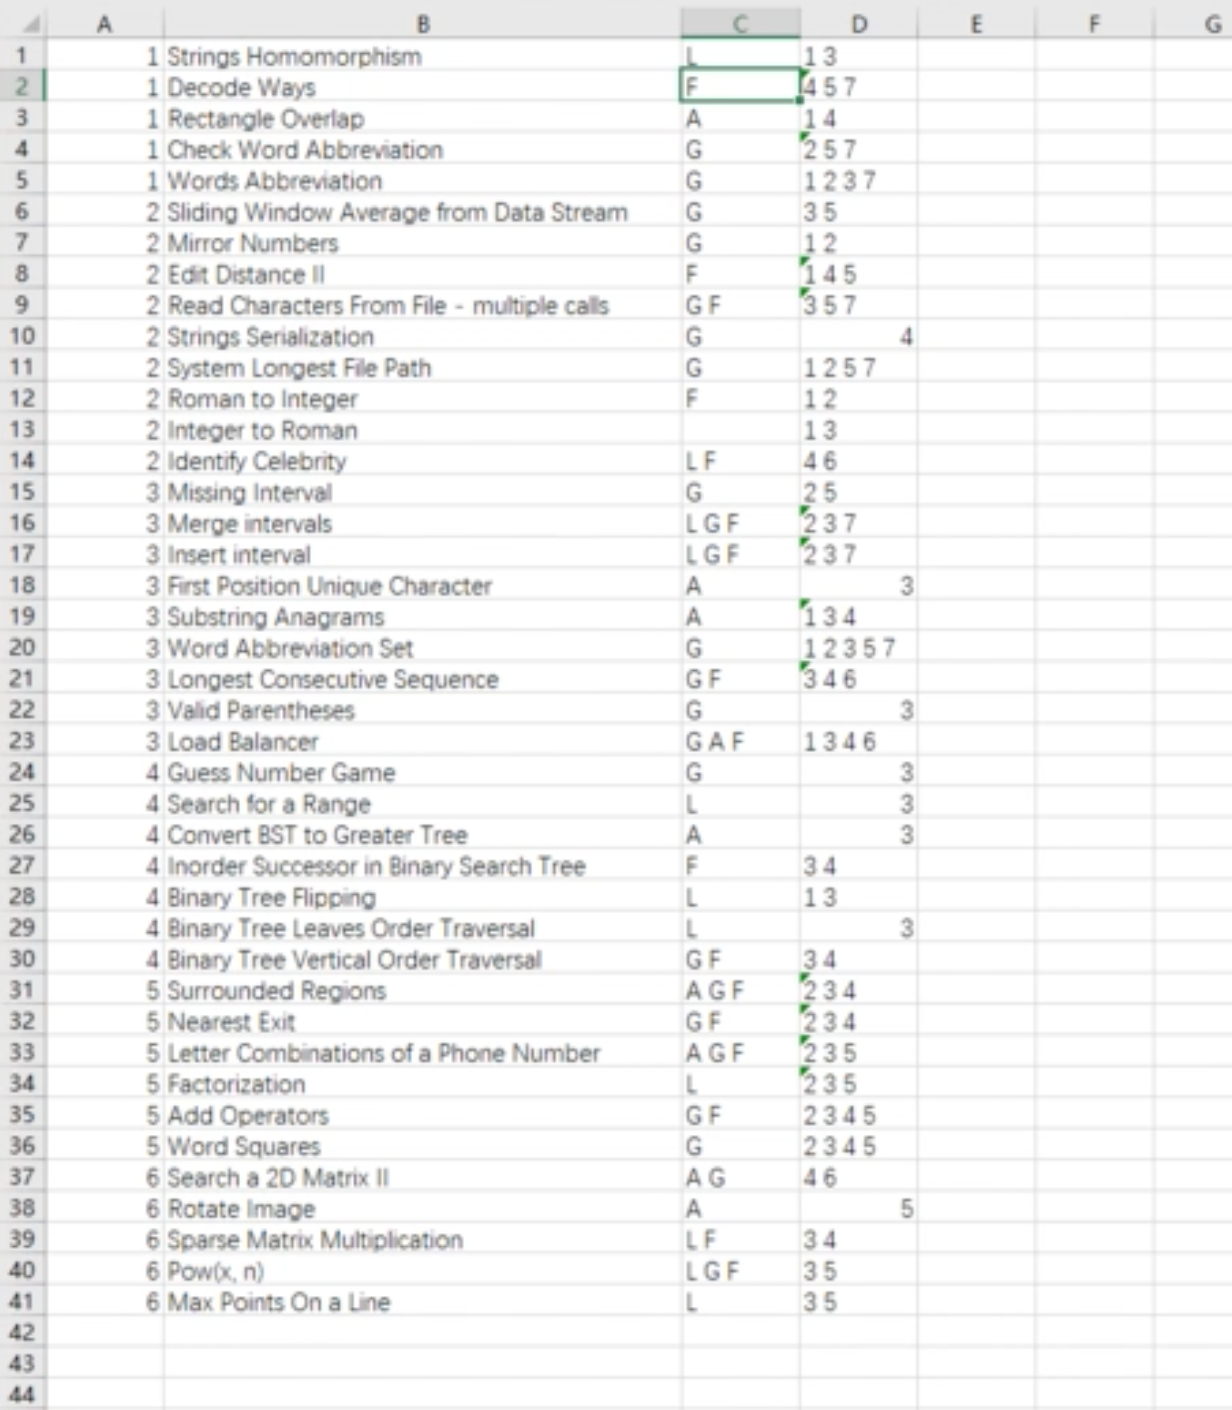 A B C D E F G
1 1 Strings Homomorphism L 1 3
2 1 Decode Ways F 4 5 7
3 1 Rectangle Overlap A 1 4
4 1 Check Word Abbreviation G 2 5 7
5 1 Words Abbreviation G 1 2 3 7
6 2 Sliding Window Average from Data Stream G 3 5
7 2 Mirror Numbers G 1 2
8 2 Edit Distance II F 1 4 5
9 2 Read Characters From File - multiple calls G F 3 5 7
10 2 Strings Serialization G 4
11 2 System Longest File Path G 1 2 5 7
12 2 Roman to Integer F 1 2
13 2 Integer to Roman 1 3
14 2 Identify Celebrity L F 4 6
15 3 Missing Interval G 2 5
16 3 Merge intervals L G F 2 3 7
17 3 Insert interval L G F 2 3 7
18 3 First Position Unique Character A 3
19 3 Substring Anagrams A 1 3 4
20 3 Word Abbreviation Set G 1 2 3 5 7
21 3 Longest Consecutive Sequence G F 3 4 6
22 3 Valid Parentheses G 3
23 3 Load Balancer G A F 1 3 4 6
24 4 Guess Number Game G 3
25 4 Search for a Range L 3
26 4 Convert BST to Greater Tree A 3
27 4 Inorder Successor in Binary Search Tree F 3 4
28 4 Binary Tree Flipping L 1 3
29 4 Binary Tree Leaves Order Traversal L 3
30 4 Binary Tree Vertical Order Traversal G F 3 4
31 5 Surrounded Regions A G F 2 3 4
32 5 Nearest Exit G F 2 3 4
33 5 Letter Combinations of a Phone Number A G F 2 3 5
34 5 Factorization L 2 3 5
35 5 Add Operators G F 2 3 4 5
36 5 Word Squares G 2 3 4 5
37 6 Search a 2D Matrix II A G 4 6
38 6 Rotate Image A 5
39 6 Sparse Matrix Multiplication L F 3 4
40 6 Pow(x, n) L G F 3 5
41 6 Max Points On a Line L 3 5
42
43
44